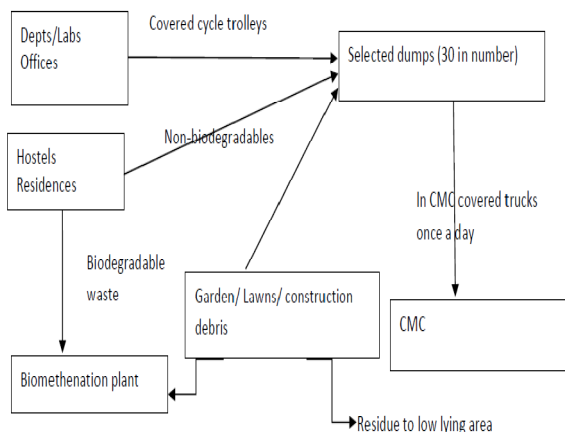 Covered cycle trolleys
Depts/Labs
Offices
Selected dumps (30 in number)
Non-biodegradables
Hostels
Residences
In CMC covered trucks
once a day
Biodegradable
waste
Garden/ Lawns/ construction
debris
CMC
Biomethenation plant
Residue to low lying area